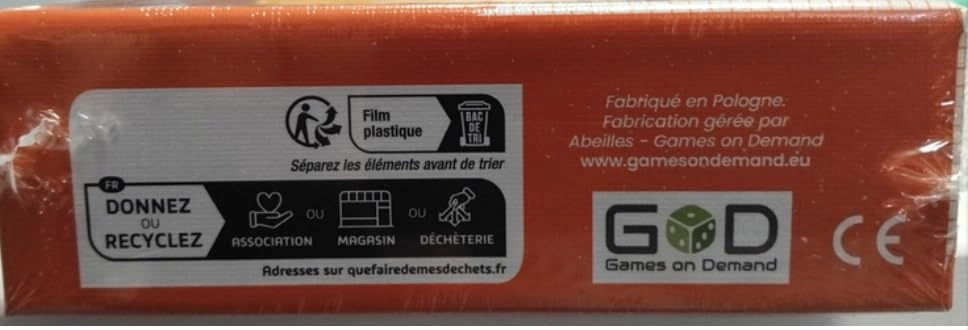 Film
plastique
BAC
DE
TRI
Séparez les éléments avant de trier
FR
DONNEZ
OU
RECYCLEZ
ASSOCIATION
OU
MAGASIN
OU
DÉCHÈTERIE
Adresses sur quefairedemesdechets.fr
Fabriqué en Pologne.
Fabrication gérée par
Abeilles - Games on Demand
www.gamesondemand.eu
GOD
Games on Demand
CE